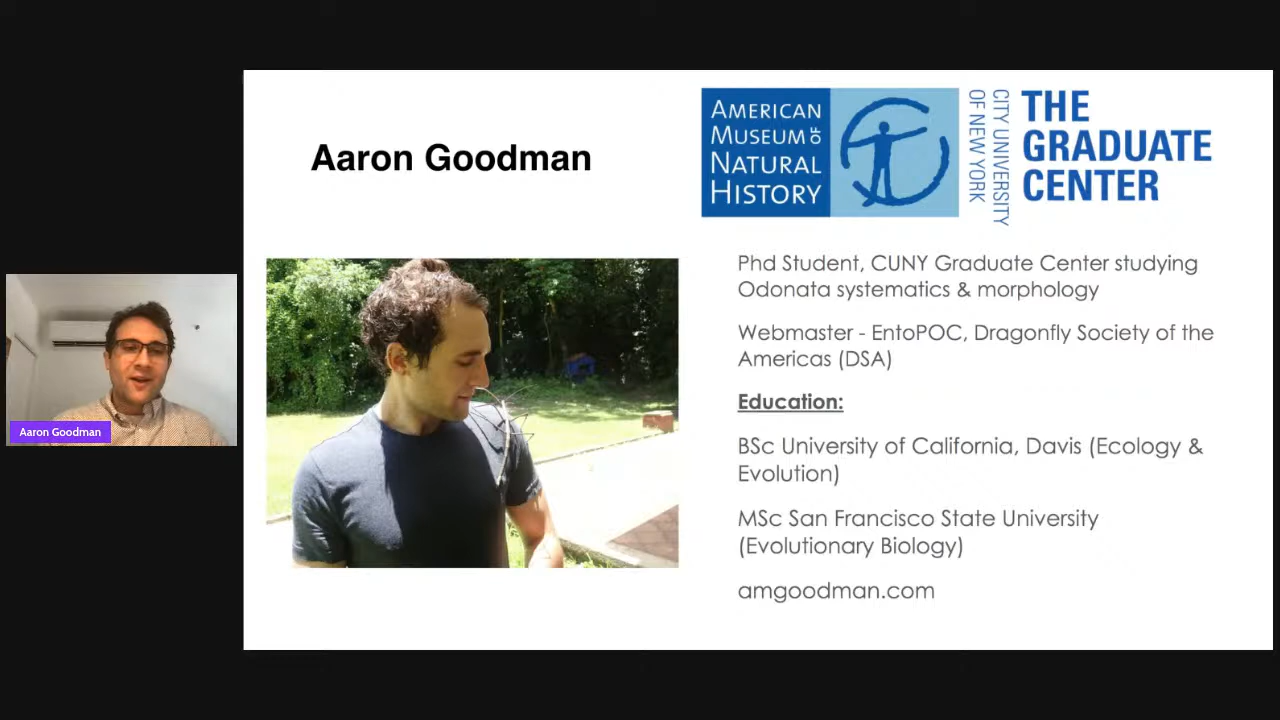 Aaron Goodman
AMERICAN
MUSEUM OF
NATURAL
HISTORY
CITY UNIVERSITY
OF NEW YORK
THE
GRADUATE
CENTER
Phd Student, CUNY Graduate Center studying
Odonata systematics & morphology
Webmaster - EntoPOC, Dragonfly Society of the
Americas (DSA)
Education:
BSc University of California, Davis (Ecology &
Evolution)
MSc San Francisco State University
(Evolutionary Biology)
amgoodman.com
Aaron Goodman